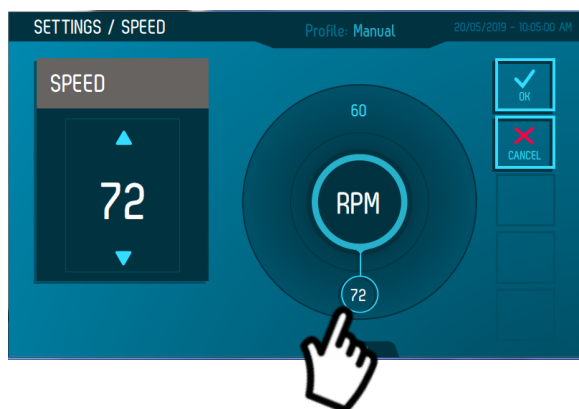 SETTINGS / SPEED
Profile: Manual
20/05/2019 - 10:05:00 AM
SPEED
72
60
RPM
72
OK
CANCEL